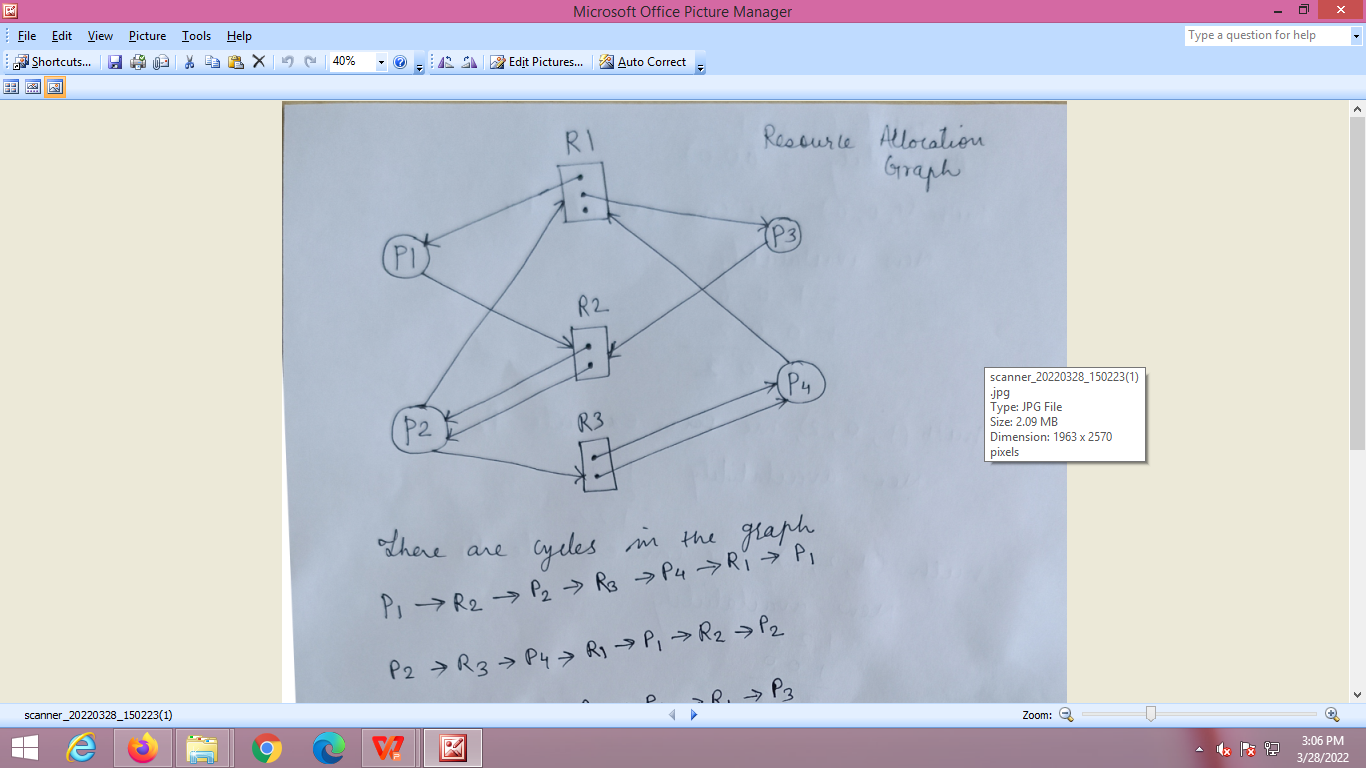 Microsoft Office Picture Manager
File Edit View Picture Tools Help
Type a question for help
Shortcuts... 40% Edit Pictures... Auto Correct
Resource Allocation
Graph
R1
P1
P3
R2
P4
P2
R3
scanner_20220328_150223(1)
.jpg
Type: JPG File
Size: 2.09 MB
Dimension: 1963 x 2570
pixels
There are cycles in the graph
P1 → R2 → P2 → R3 → P4 → R1 → P1
P2 → R3 → P4 → R1 → P1 → R2 → P2
→ R1 → P3
scanner_20220328_150223(1)
Zoom:
3:06 PM
3/28/2022